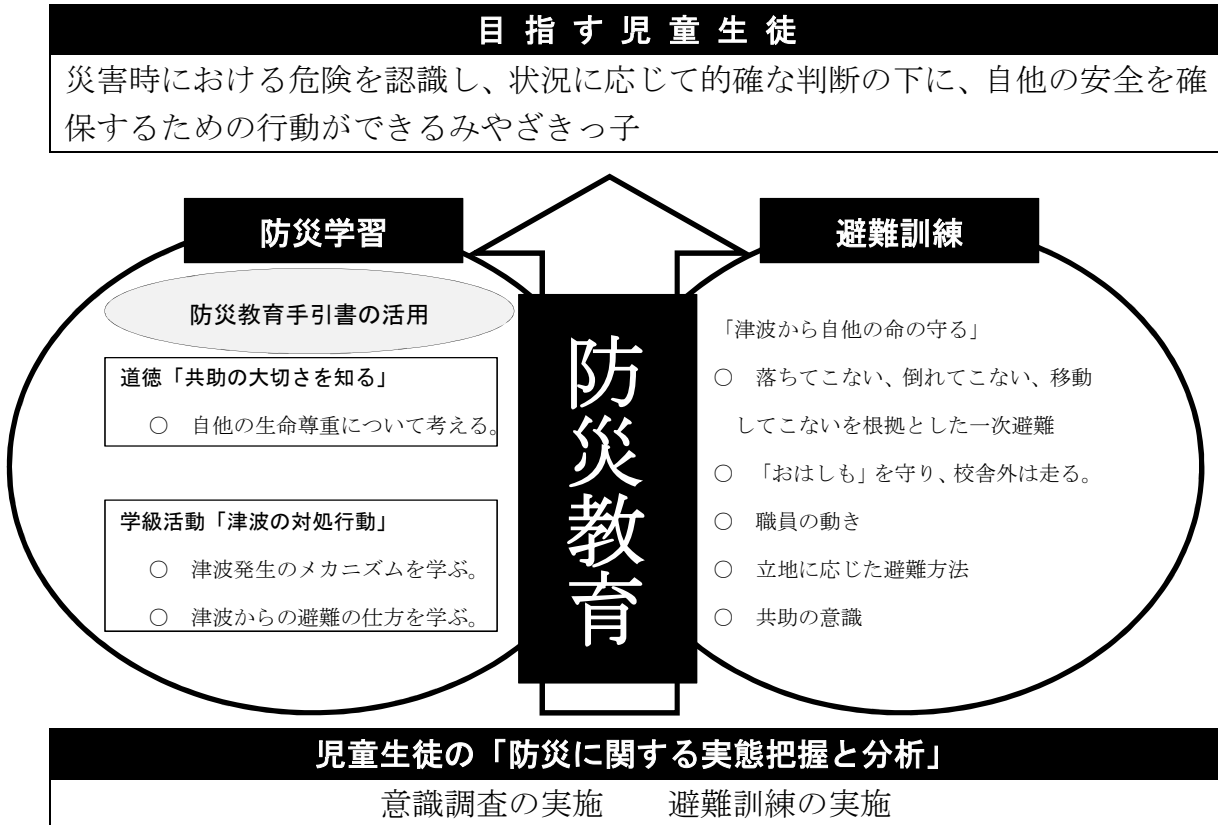 目指す児童生徒
災害時における危険を認識し、状況に応じて的確な判断の下に、自他の安全を確
保するための行動ができるみやざきっ子
防災学習
防災教育手引書の活用
道徳「共助の大切さを知る」
○ 自他の生命尊重について考える。
学級活動「津波の対処行動」
○ 津波発生のメカニズムを学ぶ。
○ 津波からの避難の仕方を学ぶ。
防災教育
避難訓練
「津波から自他の命の守る」
○ 落ちてこない、倒れてこない、移動
してこないを根拠とした一次避難
○ 「おはしも」を守り、校舎外は走る。
○ 職員の動き
○ 立地に応じた避難方法
○ 共助の意識
児童生徒の「防災に関する実態把握と分析」
意識調査の実施 避難訓練の実施